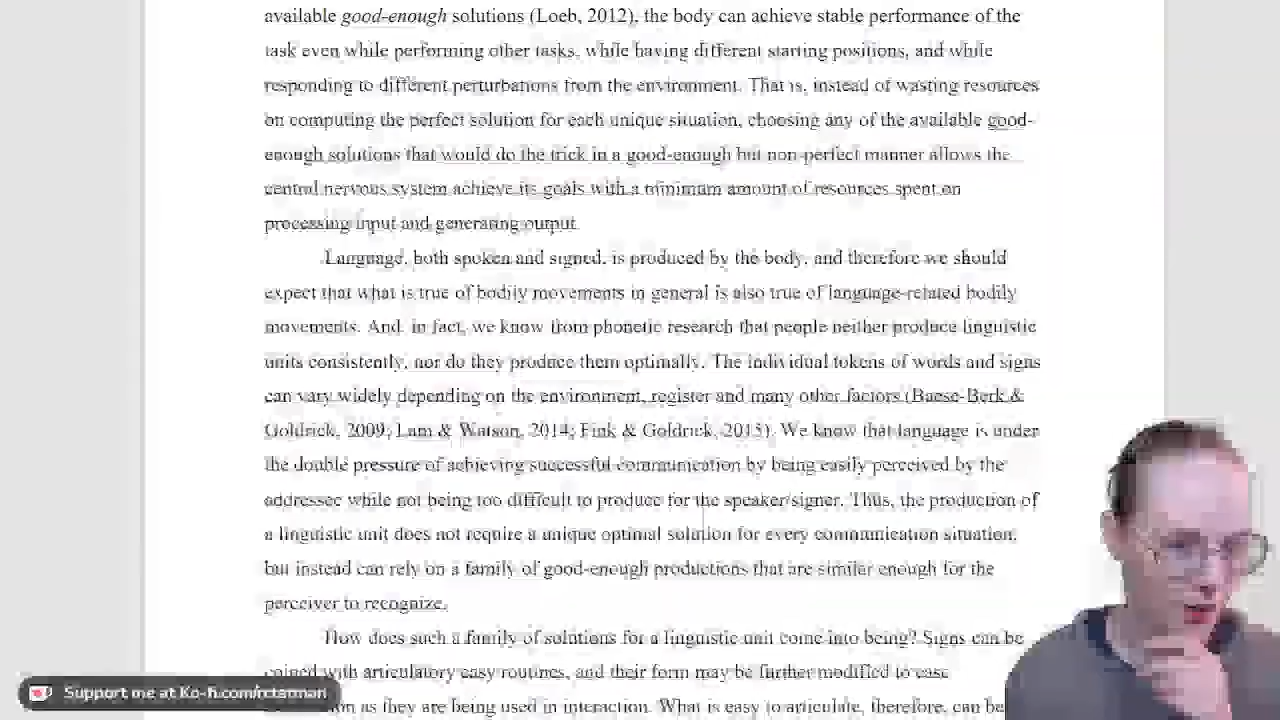 available good-enough solutions (Loeb, 2012), the body can achieve stable performance of the
task even while performing other tasks, while having different starting positions, and while
responding to different perturbations from the environment. That is, instead of wasting resources
on computing the perfect solution for each unique situation, choosing any of the available good-
enough solutions that would do the trick in a good-enough but non-perfect manner allows the
central nervous system achieve its goals with a minimum amount of resources spent on
processing input and generating output.
Language, both spoken and signed, is produced by the body, and therefore we should
expect that what is true of bodily movements in general is also true of language-related bodily
movements. And, in fact, we know from phonetic research that people neither produce linguistic
units consistently, nor do they produce them optimally. The individual tokens of words and signs
can vary widely depending on the environment, register and many other factors (Baese-Berk &
Goldrick, 2009; Lam & Watson, 2014; Fink & Goldrick, 2015). We know that language is under
the double pressure of achieving successful communication by being easily perceived by the
addressee while not being too difficult to produce for the speaker/signer. Thus, the production of
a linguistic unit does not require a unique optimal solution for every communication situation,
but instead can rely on a family of good-enough productions that are similar enough for the
perceiver to recognize.
How does such a family of solutions for a linguistic unit come into being? Signs can be
coined with articulatory easy routines, and their form may be further modified to ease
as they are being used in interaction. What is easy to articulate, therefore, can be
Support me at Ko-fi.com/